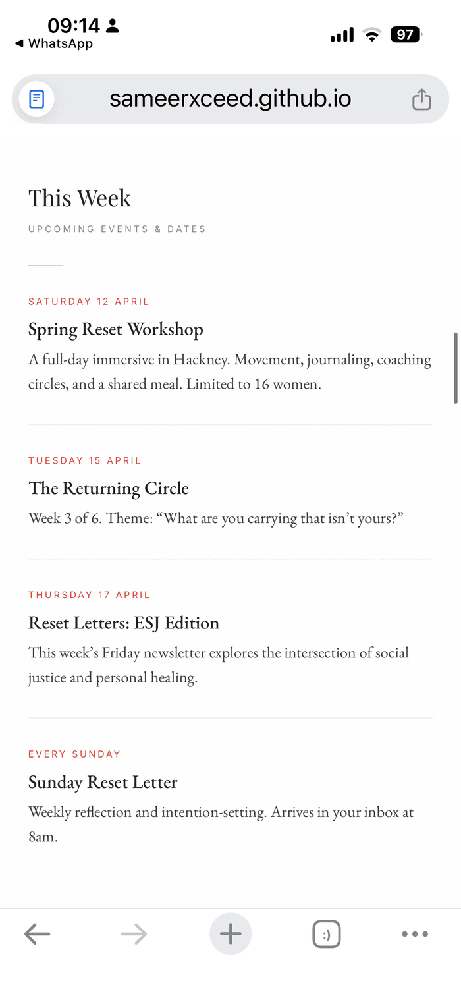 09:14
WhatsApp
97
sameerxceed.github.io
This Week
UPCOMING EVENTS & DATES
SATURDAY 12 APRIL
Spring Reset Workshop
A full-day immersive in Hackney. Movement, journaling, coaching
circles, and a shared meal. Limited to 16 women.
TUESDAY 15 APRIL
The Returning Circle
Week 3 of 6. Theme: “What are you carrying that isn’t yours?”
THURSDAY 17 APRIL
Reset Letters: ESJ Edition
This week’s Friday newsletter explores the intersection of social
justice and personal healing.
EVERY SUNDAY
Sunday Reset Letter
Weekly reflection and intention-setting. Arrives in your inbox at
8am.
:)